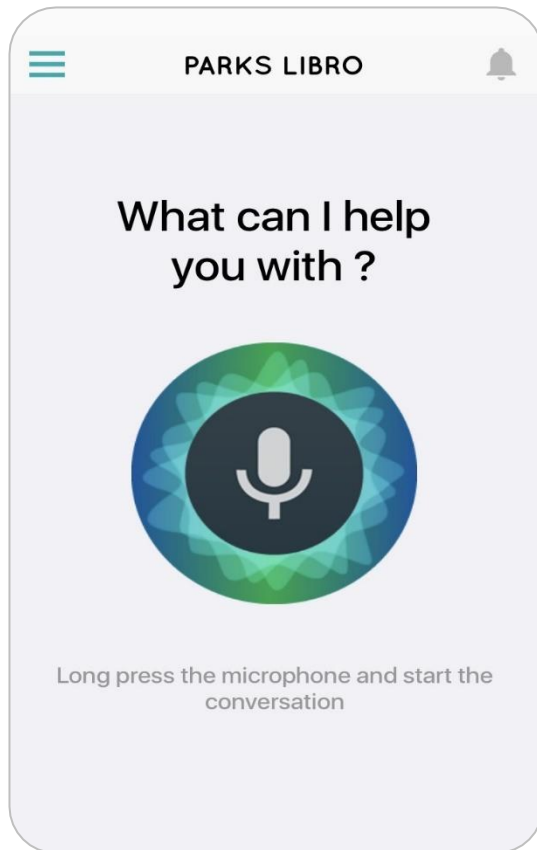 PARKS LIBRO
What can I help
you with ?
Long press the microphone and start the
conversation